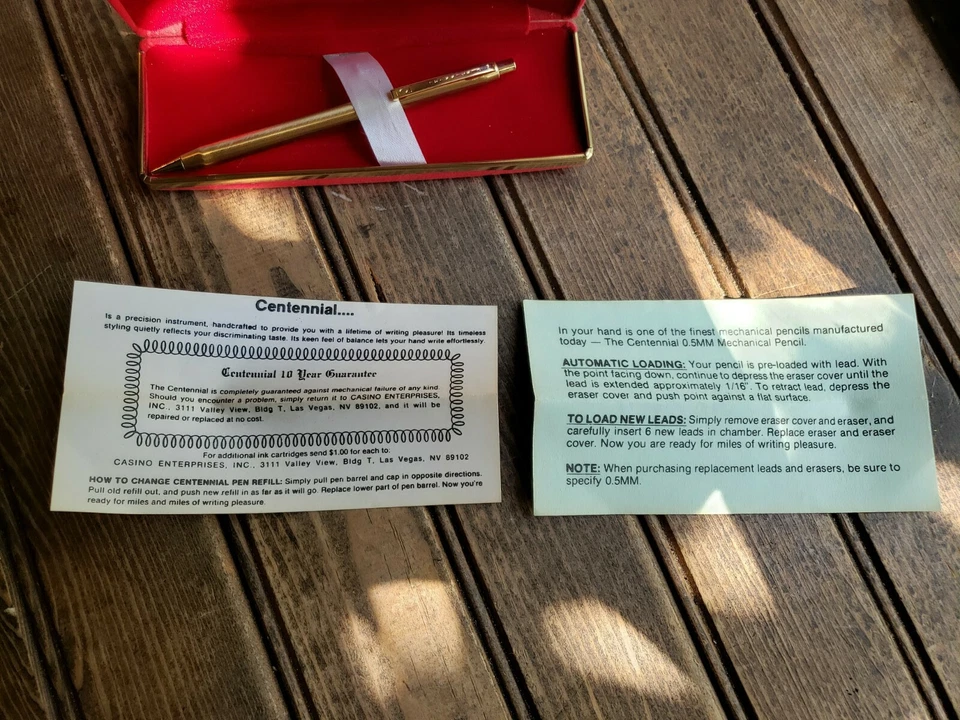 Centennial....
Is a precision instrument, handcrafted to provide you with a lifetime of writing pleasure! Its timeless
styling quietly reflects your discriminating taste. Its keen feel of balance lets your hand write effortlessly.
Centennial 10 Year Guarantee
The Centennial is completely guaranteed against mechanical failure of any kind.
Should you encounter a problem, simply return it to CASINO ENTERPRISES,
INC., 3111 Valley View, Bldg T, Las Vegas, NV 89102, and it will be
repaired or replaced at no cost.
For additional ink cartridges send $1.00 for each to:
CASINO ENTERPRISES, INC., 3111 Valley View, Bldg T, Las Vegas, NV 89102
HOW TO CHANGE CENTENNIAL PEN REFILL: Simply pull pen barrel and cap in opposite directions.
Pull old refill out, and push new refill in as far as it will go. Replace lower part of pen barrel. Now you're
ready for miles and miles of writing pleasure.
In your hand is one of the finest mechanical pencils manufactured
today — The Centennial 0.5MM Mechanical Pencil.
AUTOMATIC LOADING: Your pencil is pre-loaded with lead. With
the point facing down, continue to depress the eraser cover until the
lead is extended approximately 1/16". To retract lead, depress the
eraser cover and push point against a flat surface.
TO LOAD NEW LEADS: Simply remove eraser cover and eraser, and
carefully insert 6 new leads in chamber. Replace eraser and eraser
cover. Now you are ready for miles of writing pleasure.
NOTE: When purchasing replacement leads and erasers, be sure to
specify 0.5MM.